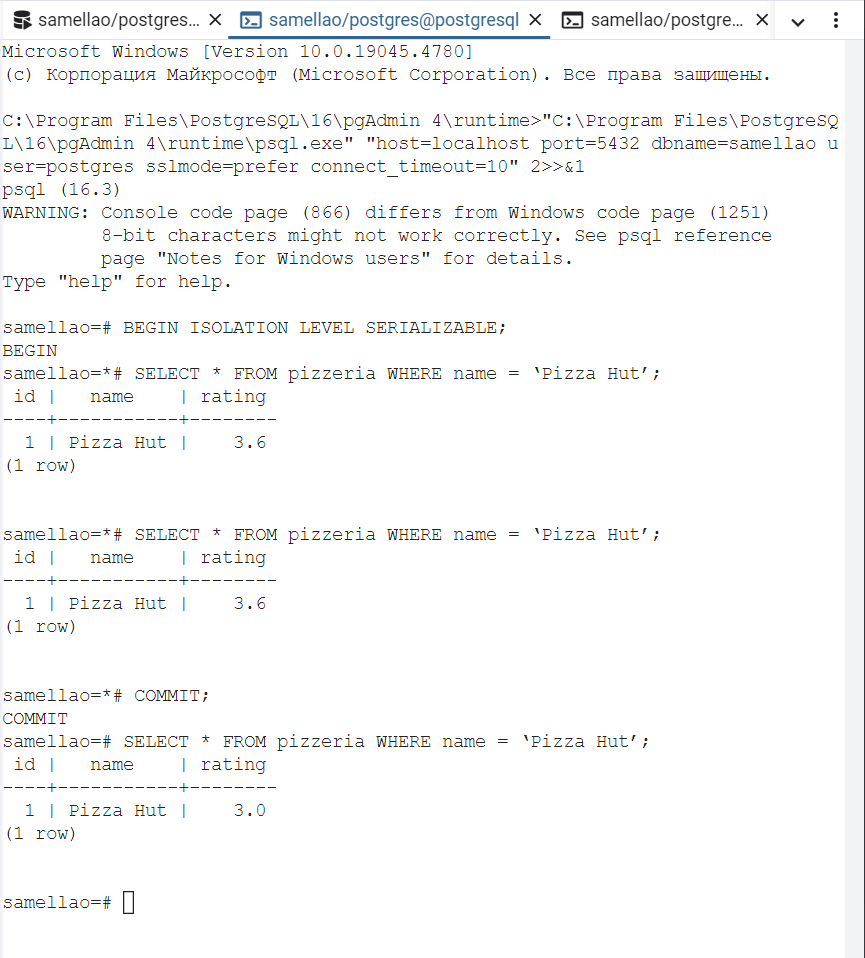 samellao/postgres...
samellao/postgres@postgresql
samellao/postgre...
Microsoft Windows [Version 10.0.19045.4780]
(c) Корпорация Майкрософт (Microsoft Corporation). Все права защищены.
C:\Program Files\PostgreSQL\16\pgAdmin 4\runtime>"C:\Program Files\PostgreSQ
L\16\pgAdmin 4\runtime\psql.exe" "host=localhost port=5432 dbname=samellao u
ser=postgres sslmode=prefer connect_timeout=10" 2>>&1
psql (16.3)
WARNING: Console code page (866) differs from Windows code page (1251)
         8-bit characters might not work correctly. See psql reference
         page "Notes for Windows users" for details.
Type "help" for help.
samellao=# BEGIN ISOLATION LEVEL SERIALIZABLE;
BEGIN
samellao=*# SELECT * FROM pizzeria WHERE name = ‘Pizza Hut’;
 id |   name    | rating
----+-----------+--------
  1 | Pizza Hut |    3.6
(1 row)
samellao=*# SELECT * FROM pizzeria WHERE name = ‘Pizza Hut’;
 id |   name    | rating
----+-----------+--------
  1 | Pizza Hut |    3.6
(1 row)
samellao=*# COMMIT;
COMMIT
samellao=# SELECT * FROM pizzeria WHERE name = ‘Pizza Hut’;
 id |   name    | rating
----+-----------+--------
  1 | Pizza Hut |    3.0
(1 row)
samellao=#